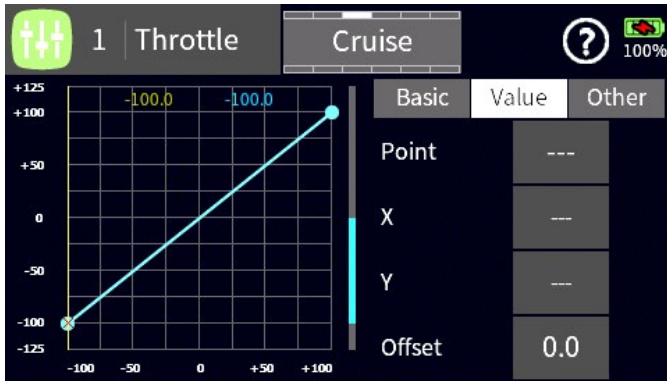 1 Throttle Cruise ? 100%
Basic Value Other
+125
+100
+50
0
-50
-100
-125
-100.0 -100.0
-100 -50 0 +50 +100
Point ---
X ---
Y ---
Offset 0.0